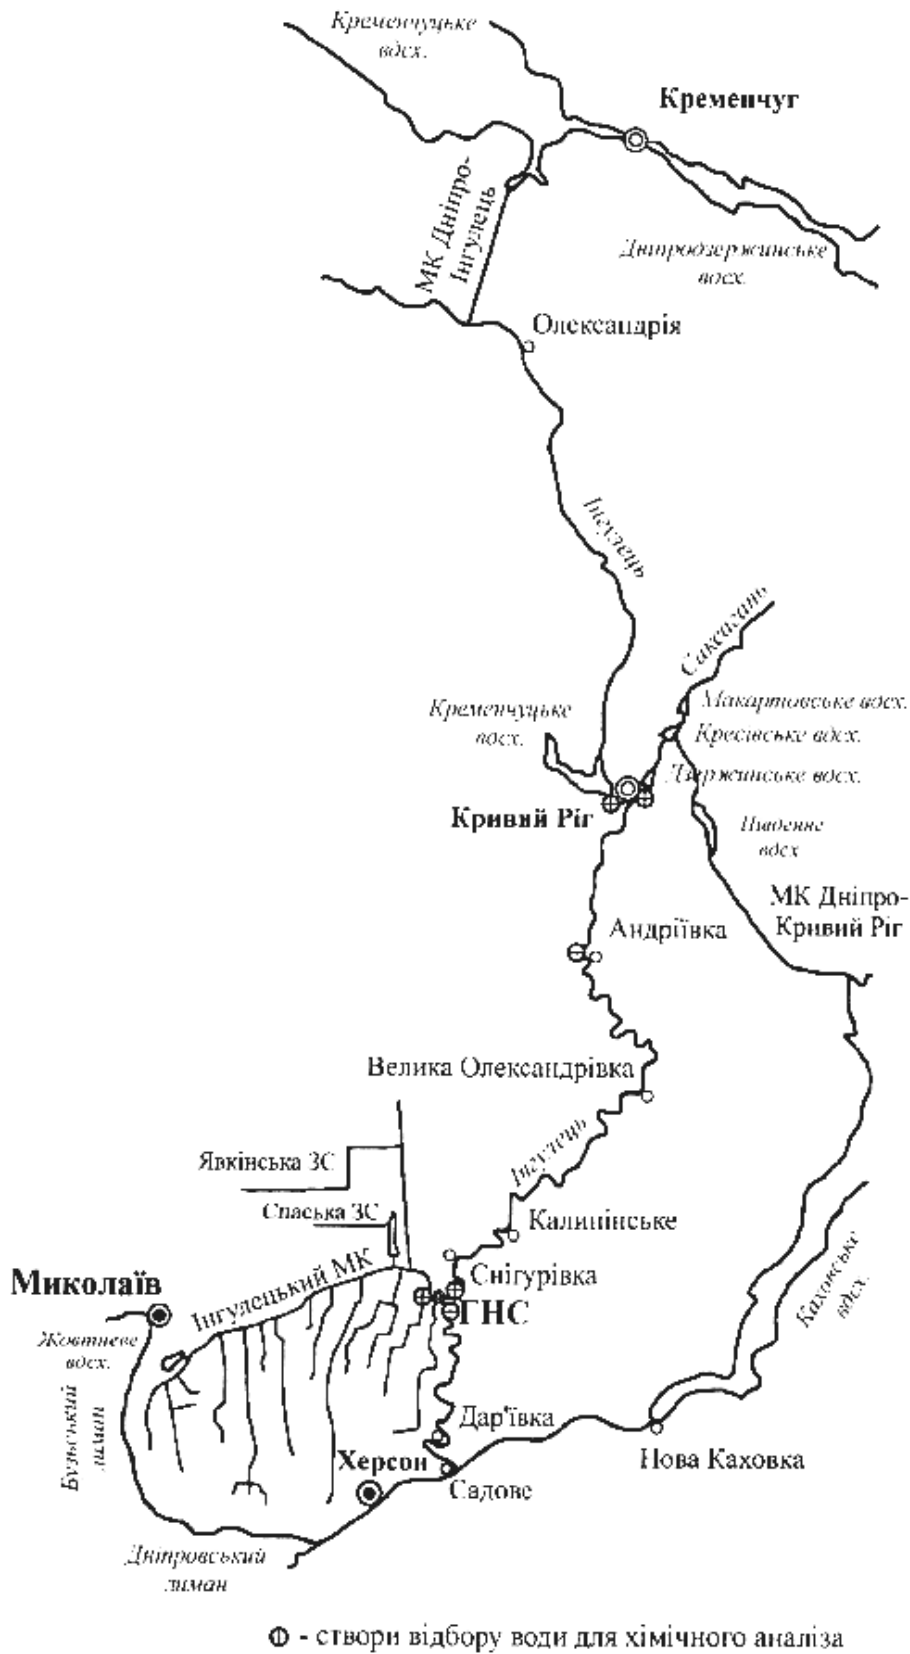 Кременчуцьке
вдсх.
Кременчуг
МК Дніпро-
Інгулець
Дніпродзержинське
вдсх.
Олександрія
Інгулець
Саксагань
Макартовське вдсх.
Кременчуцьке
вдсх.
Кресівське вдсх.
Дзержинське вдсх.
Кривий Ріг
Південне
вдсх
МК Дніпро-
Кривий Ріг
Андріївка
Велика Олександрівка
Інгулець
Явкінська ЗС
Спаська ЗС
Калинінське
Каховське
вдсх.
Снігурівка
Миколаїв
Інгулецький МК
ГНС
Жовтневе
вдсх.
Бузьський
лиман
Дар'ївка
Херсон
Нова Каховка
Садове
Дніпровський
лиман
Ф - створи відбору води для хімічного аналіза